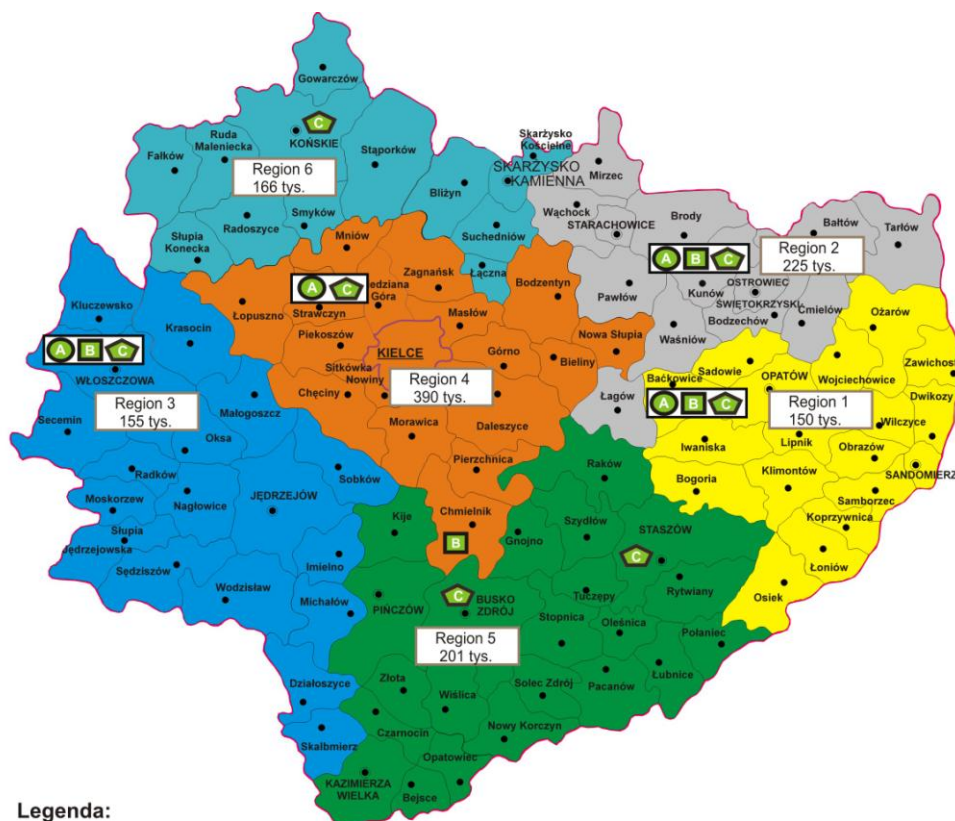 Gowarczów
C
KOŃSKIE
Ruda
Maleniecka
Fałków
Stąporków
Region 6
166 tys.
Skarżysko
Kościelne
SKARŻYSKO
KAMIENNA
Mirzec
Bliżyn
Wąchock
STARACHOWICE
Brody
Bałtów
Tarłów
Smyków
Radoszyce
Słupia
Konecka
Mniów
Suchedniów
Łączna
Region 2
225 tys.
A B C
Zagnańsk
Bodzentyn
Pawłów
Kunów
OSTROWIEC
ŚWIĘTOKRZYSKI
Bodzechów
Ćmielów
Waśniów
Ożarów
Kluczewsko
Krasocin
Łopuszno
A C
Strawczyn
Miedziana
Góra
Masłów
Piekoszów
KIELCE
Górno
Bieliny
Nowa Słupia
Sitkówka
Nowiny
Chęciny
Region 4
390 tys.
Daleszyce
Morawica
Pierzchnica
Łagów
Baćkowice
Sadowie
OPATÓW
Wojciechowice
Zawichost
Dwikozy
A B C
Region 1
150 tys.
Wilczyce
Iwaniska
Lipnik
Obrazów
SANDOMIERZ
Klimontów
Bogoria
Samborzec
Koprzywnica
Łoniów
Osiek
A B C
WŁOSZCZOWA
Region 3
155 tys.
Małogoszcz
Secemin
Oksa
Radków
Sobków
Moskorzew
Nagłowice
JĘDRZEJÓW
Słupia
Jędrzejowska
Sędziszów
Imielno
Wodzisław
Michałów
Działoszyce
Skalbmierz
Chmielnik
B
Raków
Kije
Gnojno
Szydłów
STASZÓW
C
C
BUSKO
ZDRÓJ
PIŃCZÓW
Tuczępy
Rytwiany
Stopnica
Oleśnica
Połaniec
Region 5
201 tys.
Łubnice
Pacanów
Solec Zdrój
Złota
Wiślica
Czarnocin
Nowy Korczyn
Opatowiec
KAZIMIERZA
WIELKA
Bejsce
Legenda: